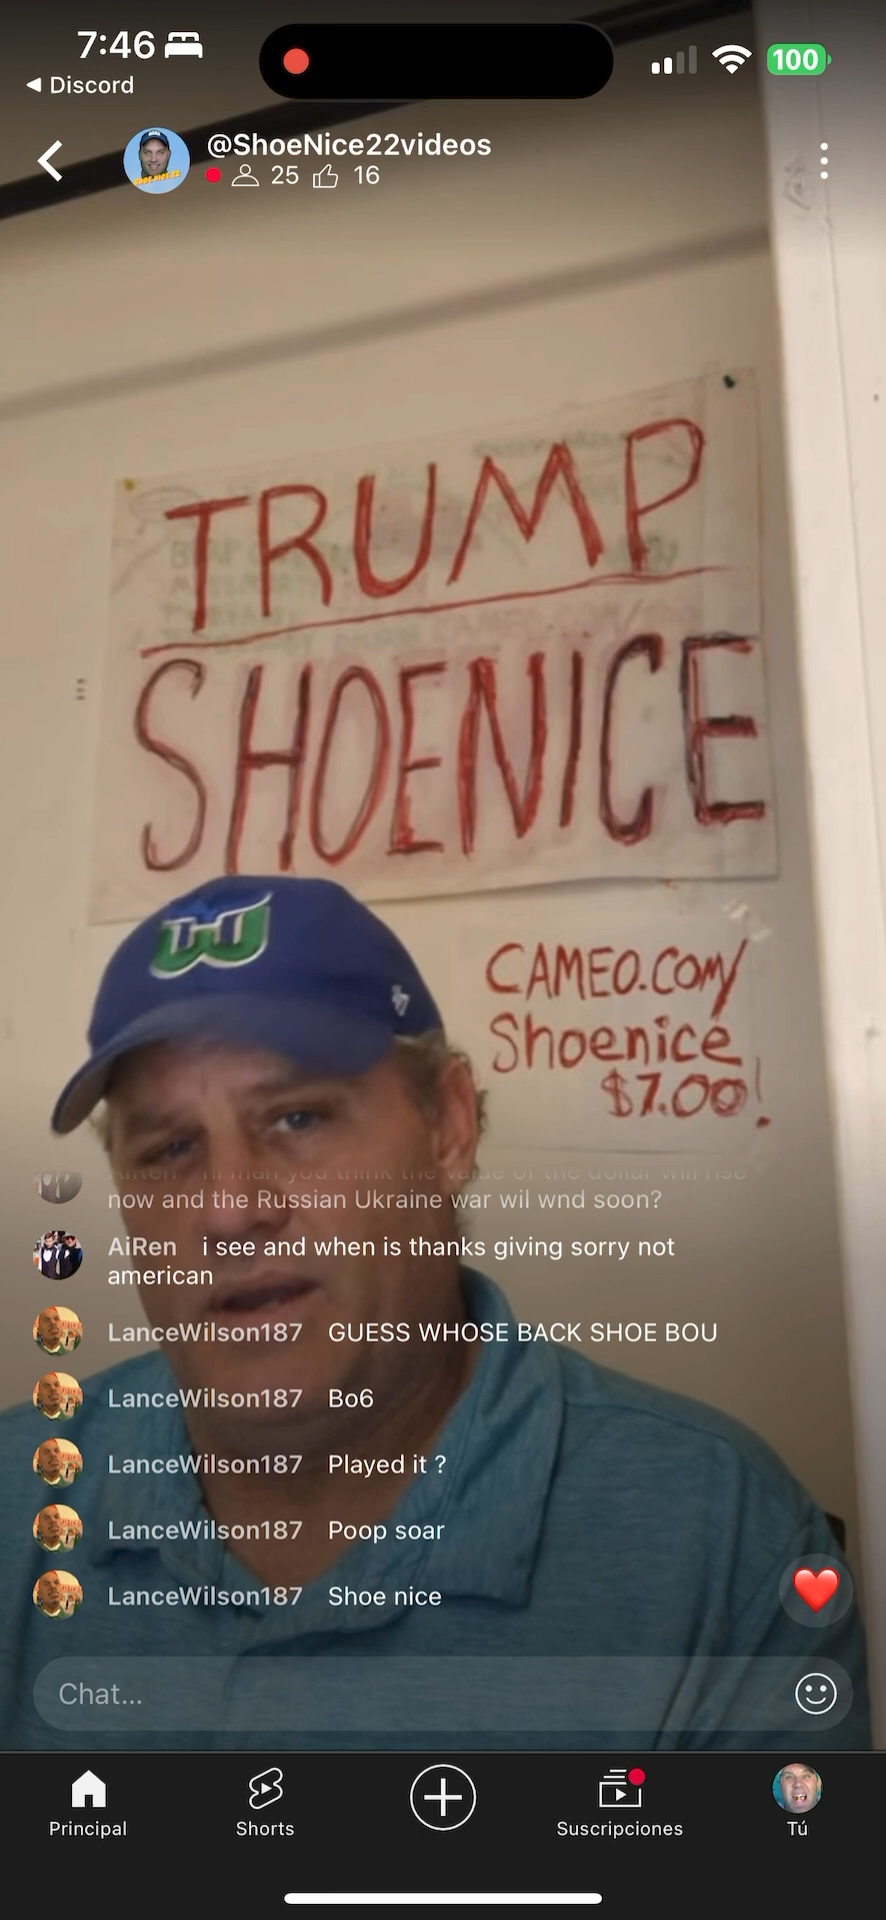 7:46
100
◄ Discord
@ShoeNice22videos
25 16
TRUMP
SHOENICE
W
CAMEO.COM/
Shoenice
$7.00!
now and the Russian Ukraine war wil wnd soon?
AiRen i see and when is thanks giving sorry not
american
LanceWilson187 GUESS WHOSE BACK SHOE BOU
LanceWilson187 Bo6
LanceWilson187 Played it ?
LanceWilson187 Poop soar
LanceWilson187 Shoe nice
Chat...
Principal
Shorts
Suscripciones
Tú